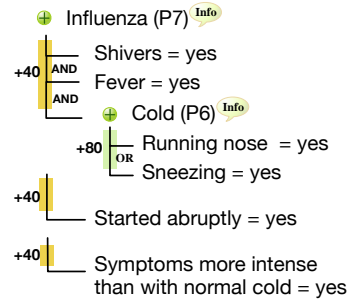 Influenza (P7) Info
Shivers = yes
+40 AND
Fever = yes
AND
Cold (P6) Info
+80 Running nose = yes
OR
Sneezing = yes
+40
Started abruptly = yes
+40
Symptoms more intense
than with normal cold = yes